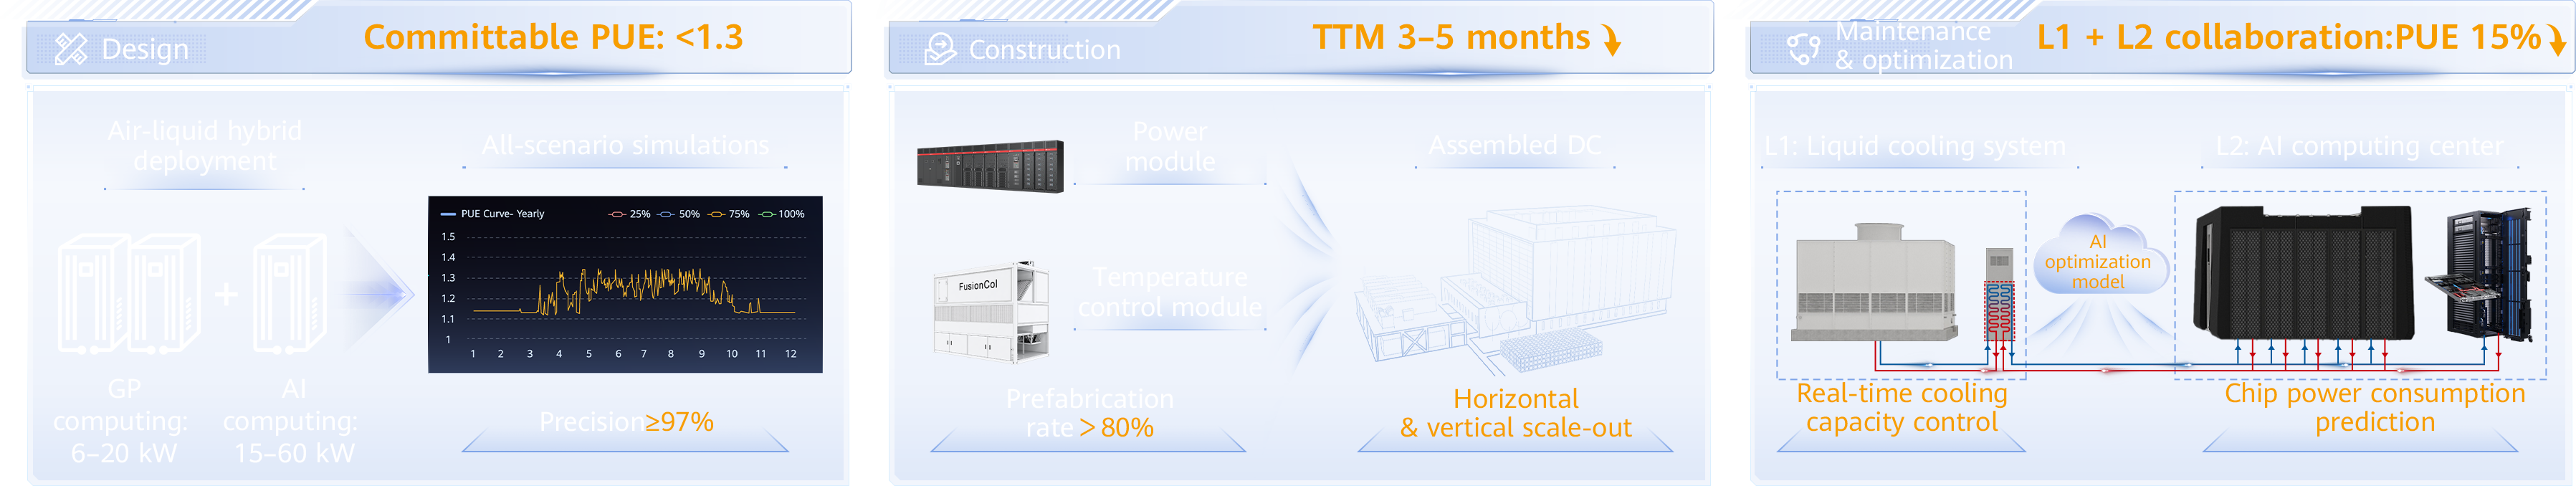 Design
Committable PUE: <1.3
Air-liquid hybrid
deployment
All-scenario simulations
PUE Curve- Yearly
25%
50%
75%
100%
1.5
1.4
1.3
1.2
1.1
1
1 2 3 4 5 6 7 8 9 10 11 12
+
GP
computing:
6–20 kW
AI
computing:
15–60 kW
Precision≥97%
Construction
TTM 3–5 months
Power
module
Assembled DC
FusionCol
Temperature
control module
Prefabrication
rate >80%
Horizontal
& vertical scale-out
Maintenance
& optimization
L1 + L2 collaboration:PUE 15%
L1: Liquid cooling system
L2: AI computing center
AI
optimization
model
Real-time cooling
capacity control
Chip power consumption
prediction